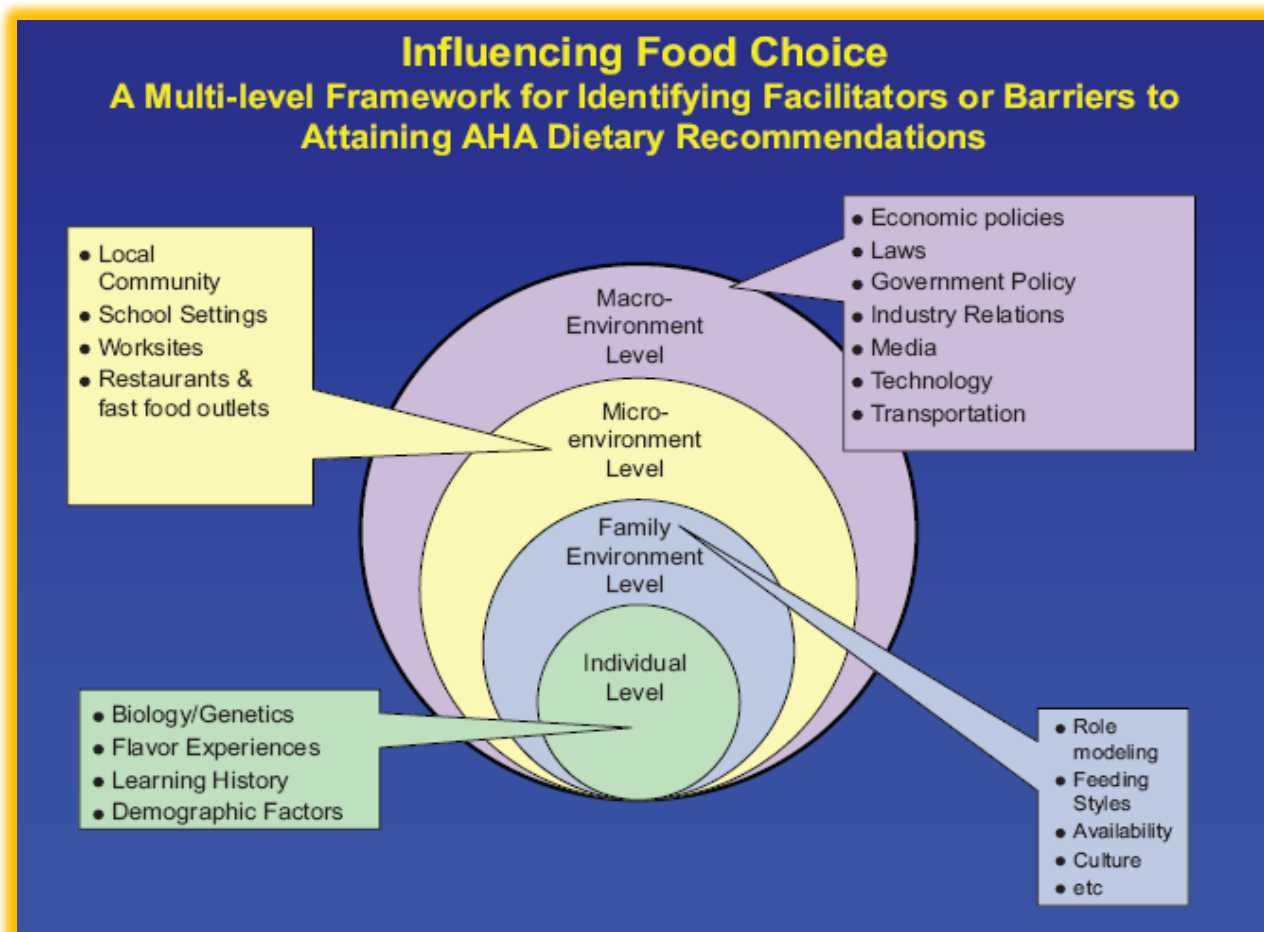 Influencing Food Choice
A Multi-level Framework for Identifying Facilitators or Barriers to
Attaining AHA Dietary Recommendations
● Local
Community
● School Settings
● Worksites
● Restaurants &
fast food outlets
● Economic policies
● Laws
● Government Policy
● Industry Relations
● Media
● Technology
● Transportation
Macro-
Environment
Level
Micro-
environment
Level
Family
Environment
Level
Individual
Level
● Biology/Genetics
● Flavor Experiences
● Learning History
● Demographic Factors
● Role
modeling
● Feeding
Styles
● Availability
● Culture
● etc